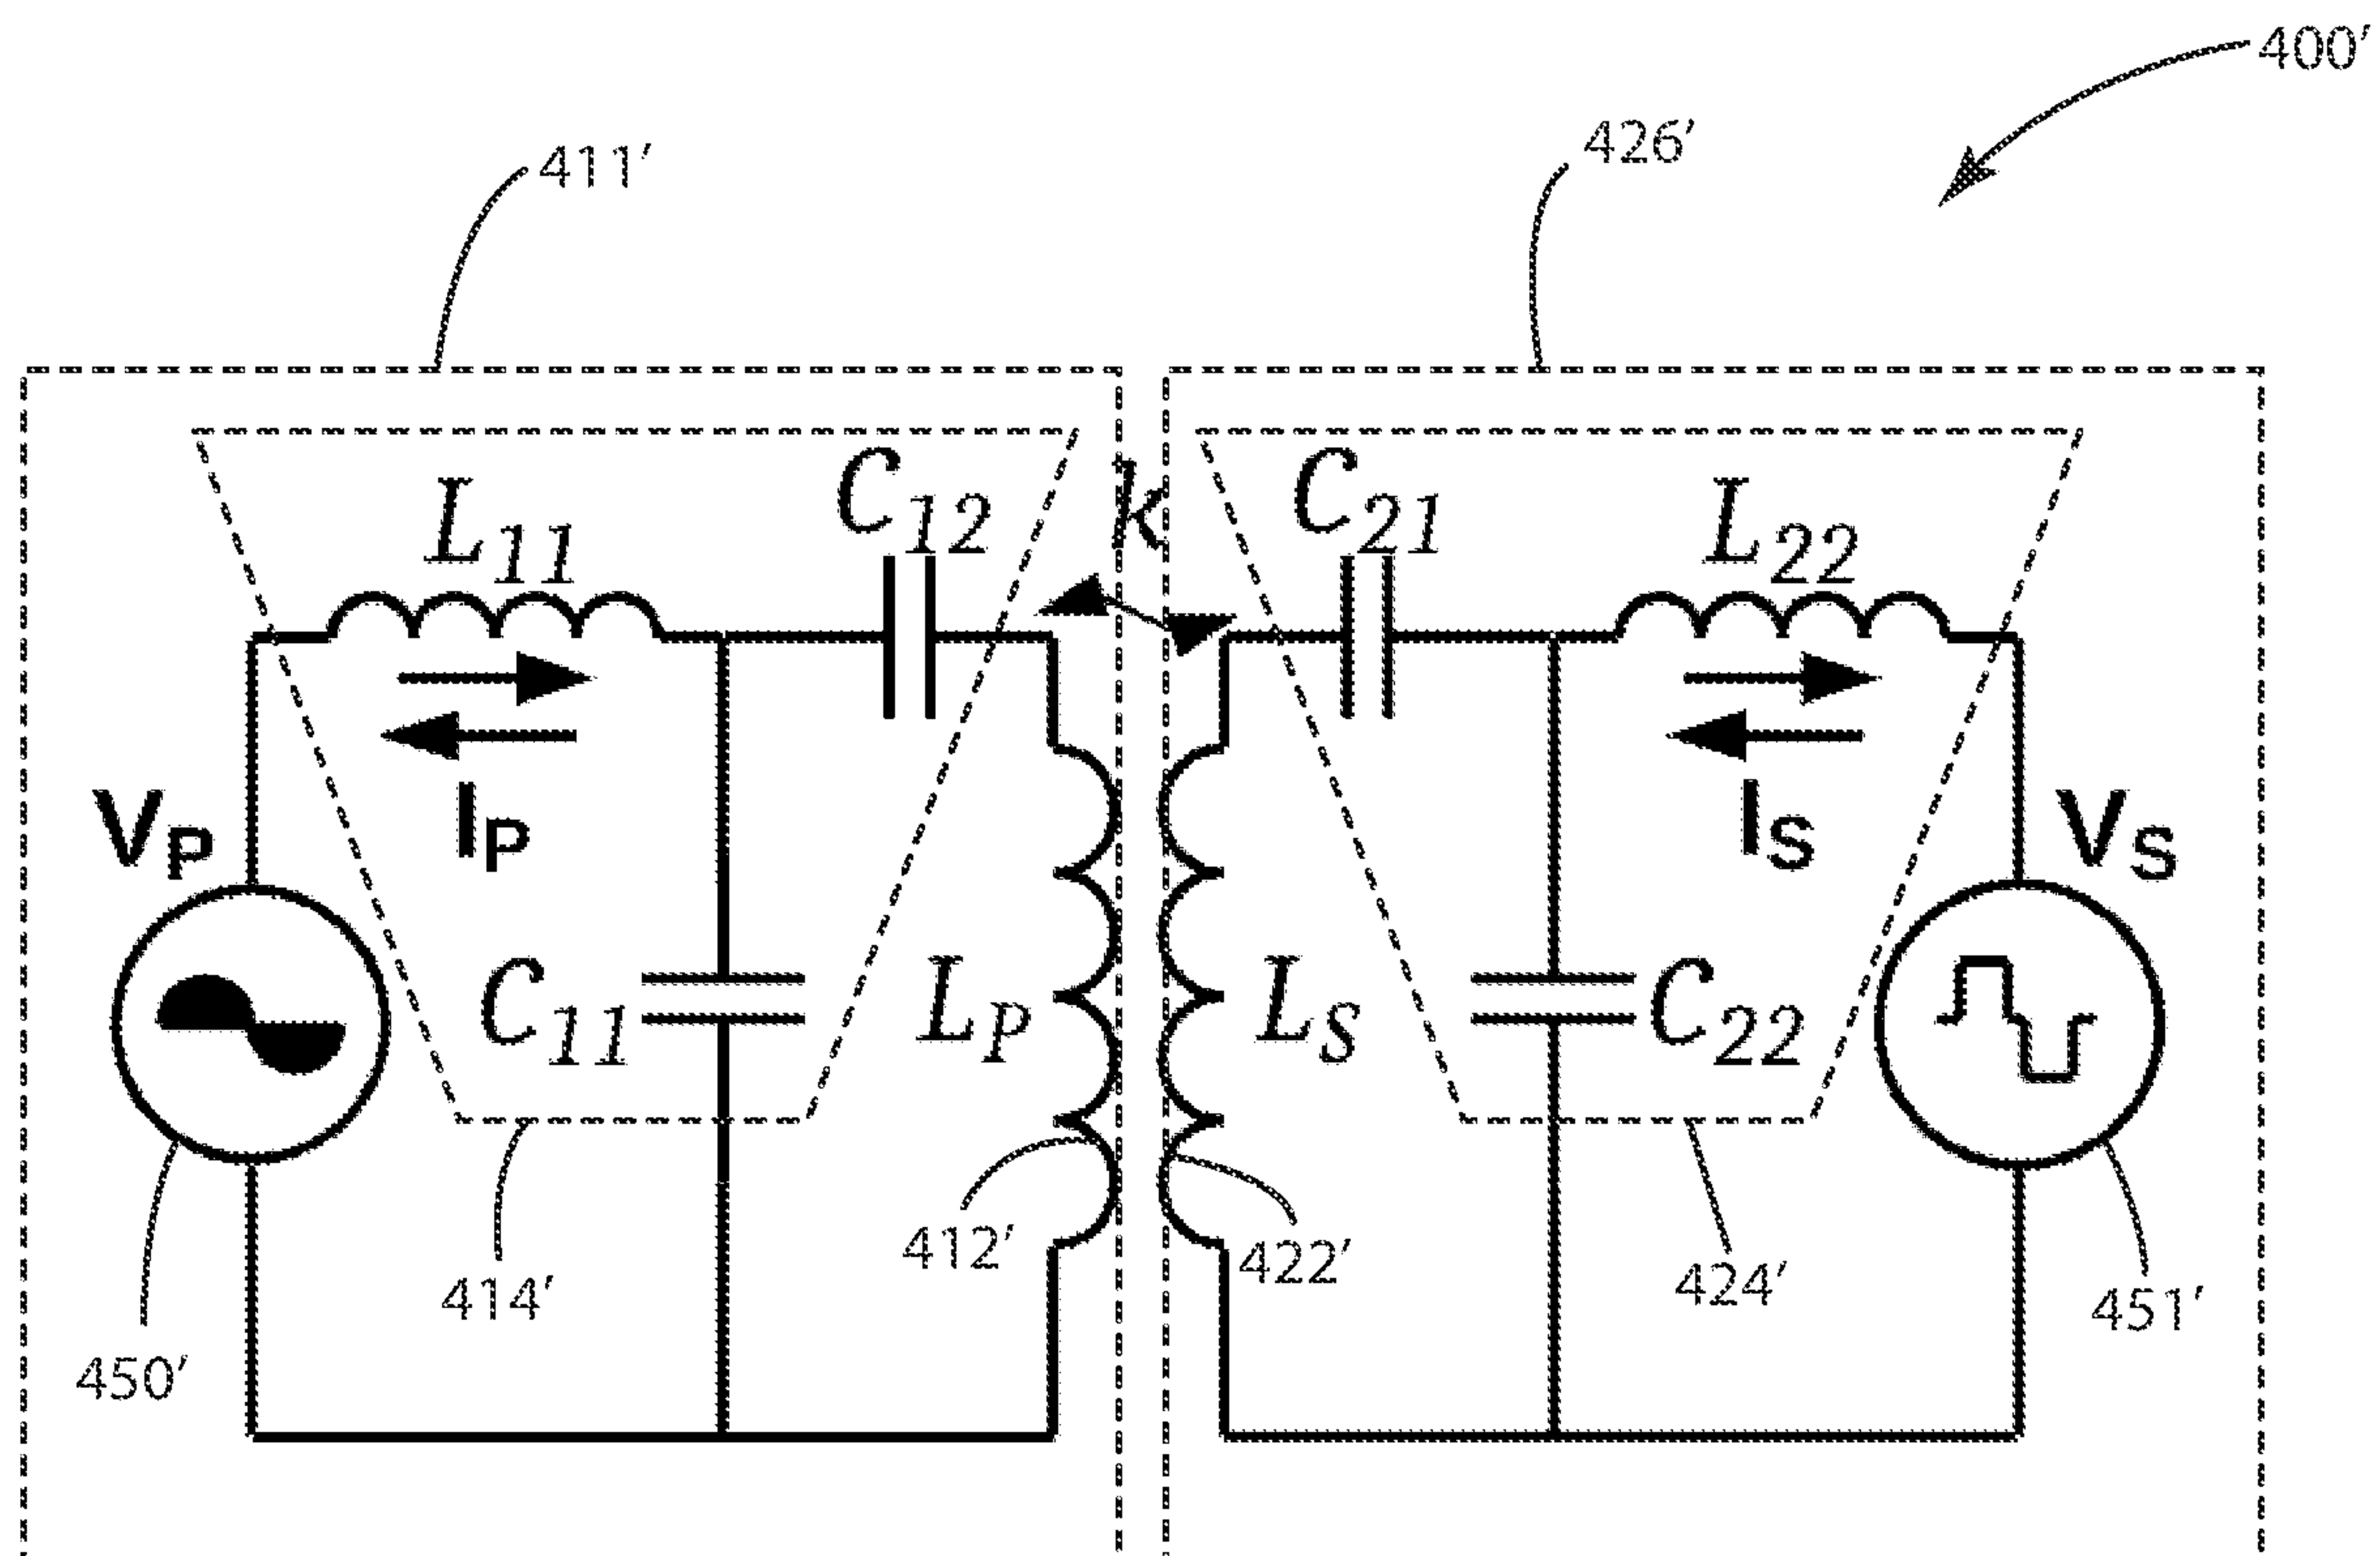 400′
426′
411′
C12
k
C21
L11
L22
VP
IP
IS
VS
C11
LP
LS
C22
412′
422′
414′
424′
451′
450′